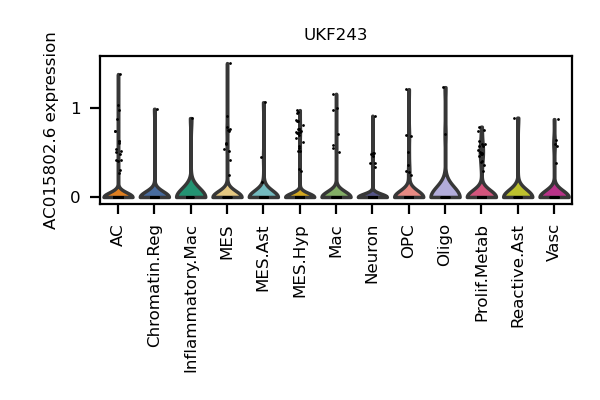 UKF243
AC015802.6 expression
1
0
AC
Chromatin.Reg
Inflammatory.Mac
MES
MES.Ast
MES.Hyp
Mac
Neuron
OPC
Oligo
Prolif.Metab
Reactive.Ast
Vasc